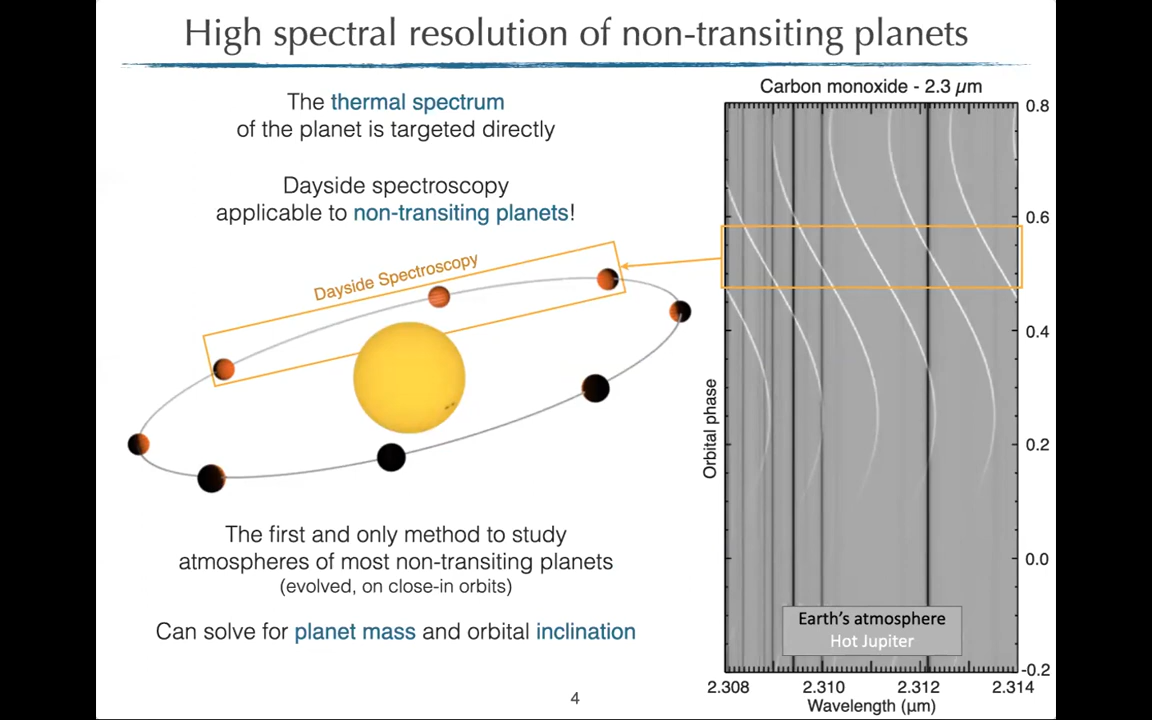 High spectral resolution of non-transiting planets
The thermal spectrum
of the planet is targeted directly
Dayside spectroscopy
applicable to non-transiting planets!
Dayside Spectroscopy
The first and only method to study
atmospheres of most non-transiting planets
(evolved, on close-in orbits)
Can solve for planet mass and orbital inclination
Carbon monoxide - 2.3 μm
0.8
0.6
0.4
0.2
0.0
-0.2
Orbital phase
Earth's atmosphere
Hot Jupiter
2.308 2.310 2.312 2.314
Wavelength (μm)
4